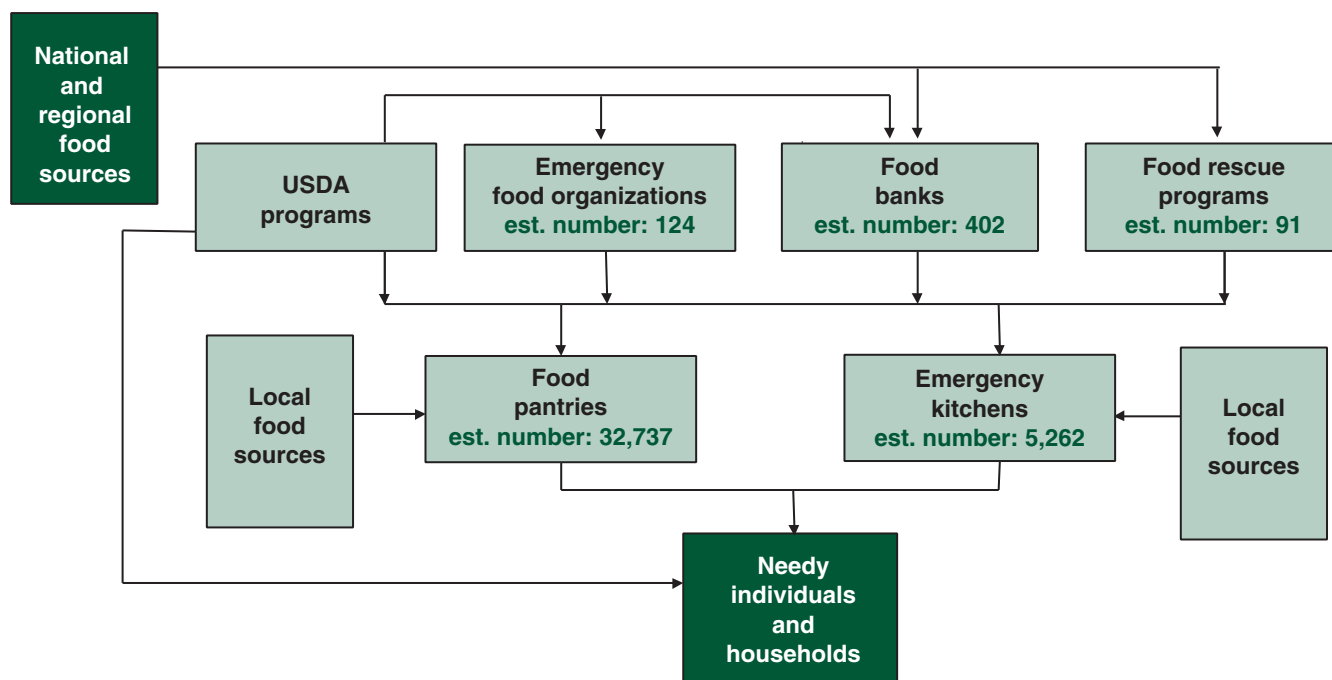 National
and
regional
food
sources
USDA
programs
Emergency
food organizations
est. number: 124
Food
banks
est. number: 402
Food rescue
programs
est. number: 91
Local
food
sources
Food
pantries
est. number: 32,737
Emergency
kitchens
est. number: 5,262
Local
food
sources
Needy
individuals
and
households